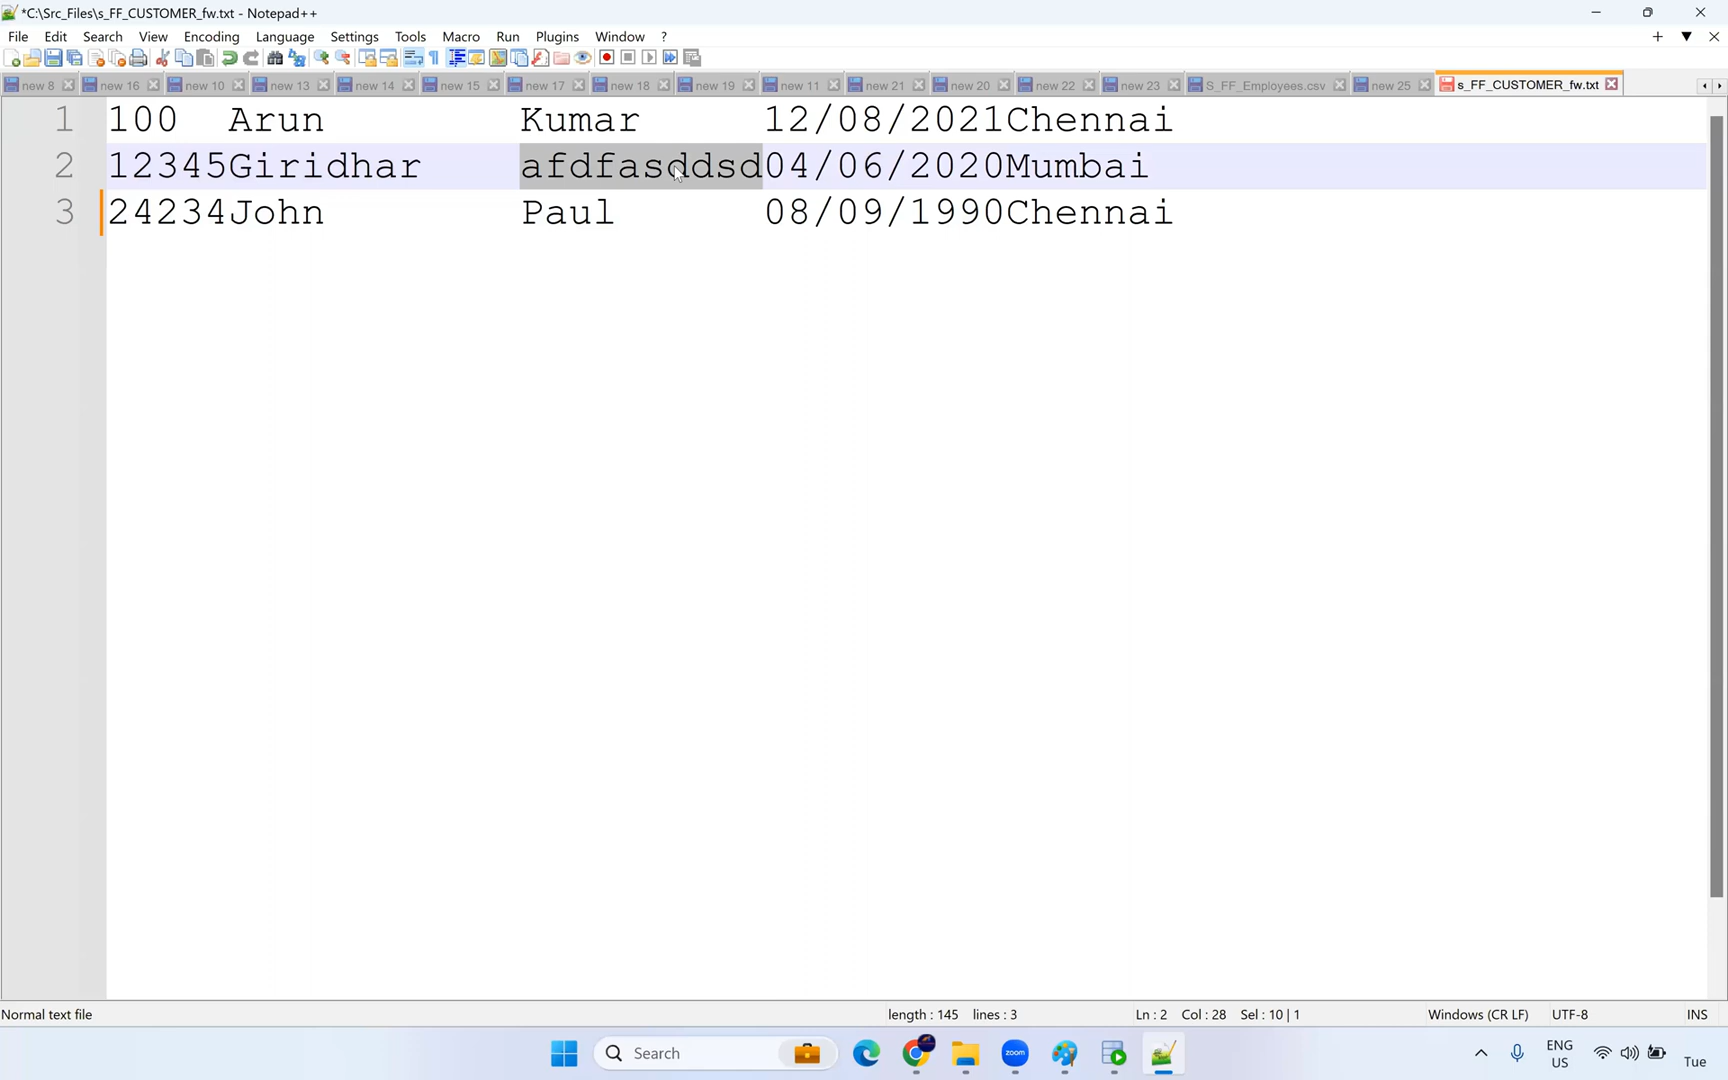 *C:\Src_Files\s_FF_CUSTOMER_fw.txt - Notepad++
File Edit Search View Encoding Language Settings Tools Macro Run Plugins Window ?
new 8 new 16 new 10 new 13 new 14 new 15 new 17 new 18 new 19 new 11 new 21 new 20 new 22 new 23 S_FF_Employees.csv new 25 s_FF_CUSTOMER_fw.txt
1 100  Arun        Kumar     12/08/2021Chennai
2 12345Giridhar    afdfasddsd04/06/2020Mumbai
3 24234John        Paul      08/09/1990Chennai
Normal text file length : 145 lines : 3 Ln : 2 Col : 28 Sel : 10 | 1 Windows (CR LF) UTF-8 INS
Search zoom ENG US Tue